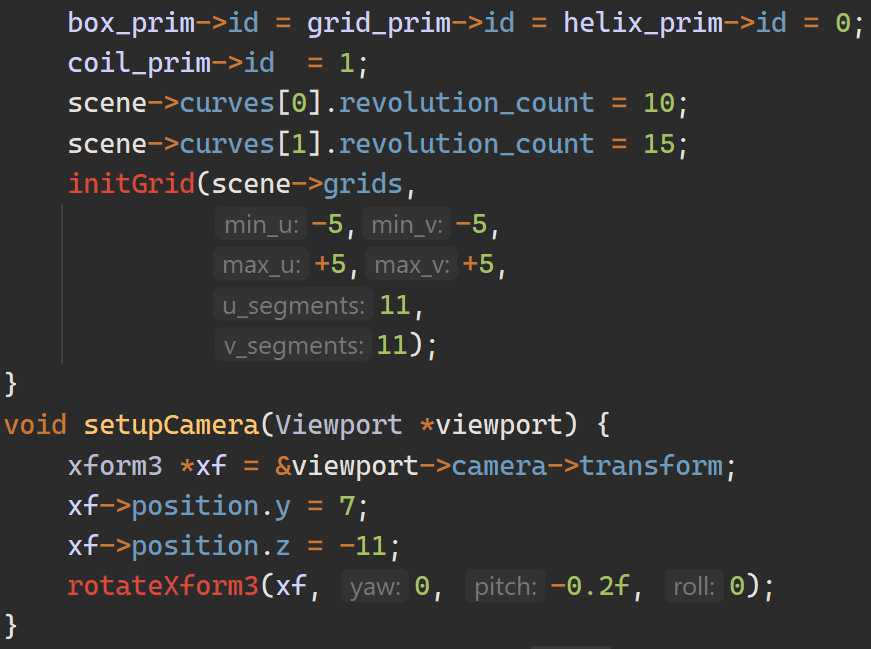 box_prim->id = grid_prim->id = helix_prim->id = 0;
coil_prim->id  = 1;
scene->curves[0].revolution_count = 10;
scene->curves[1].revolution_count = 15;
initGrid(scene->grids,
min_u: -5, min_v: -5,
max_u: +5, max_v: +5,
u_segments: 11,
v_segments: 11);
}
void setupCamera(Viewport *viewport) {
xform3 *xf = &viewport->camera->transform;
xf->position.y = 7;
xf->position.z = -11;
rotateXform3(xf, yaw: 0, pitch: -0.2f, roll: 0);
}